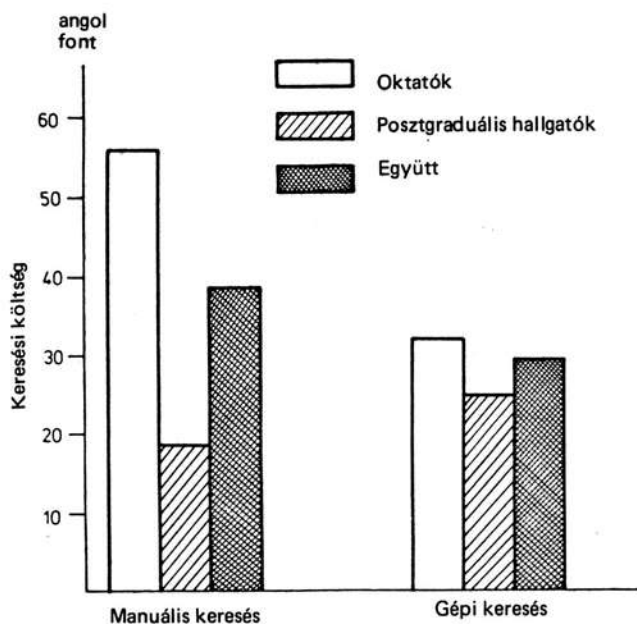 angol
font
Oktatók
Posztgraduális hallgatók
Együtt
60
50
40
30
20
10
Keresési költség
Manuális keresés
Gépi keresés